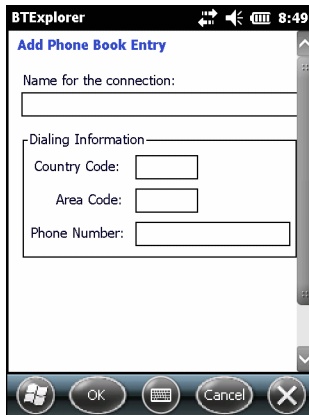 BTExplorer 8:49
Add Phone Book Entry
Name for the connection:
Dialing Information
Country Code:
Area Code:
Phone Number:
OK Cancel